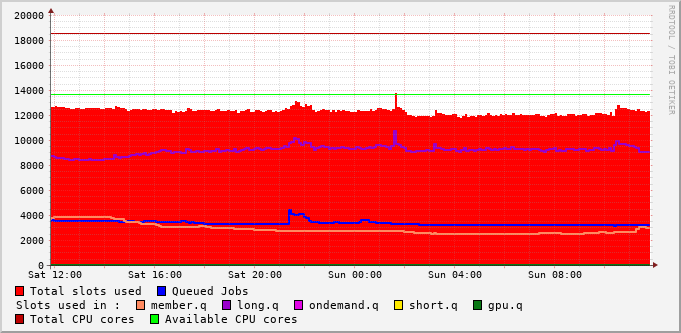 20000
18000
16000
14000
12000
10000
8000
6000
4000
2000
0
Sat 12:00 Sat 16:00 Sat 20:00 Sun 00:00 Sun 04:00 Sun 08:00
Total slots used Queued Jobs
Slots used in : member.q long.q ondemand.q short.q gpu.q
Total CPU cores Available CPU cores
RRDTOOL / TOBI OETIKER